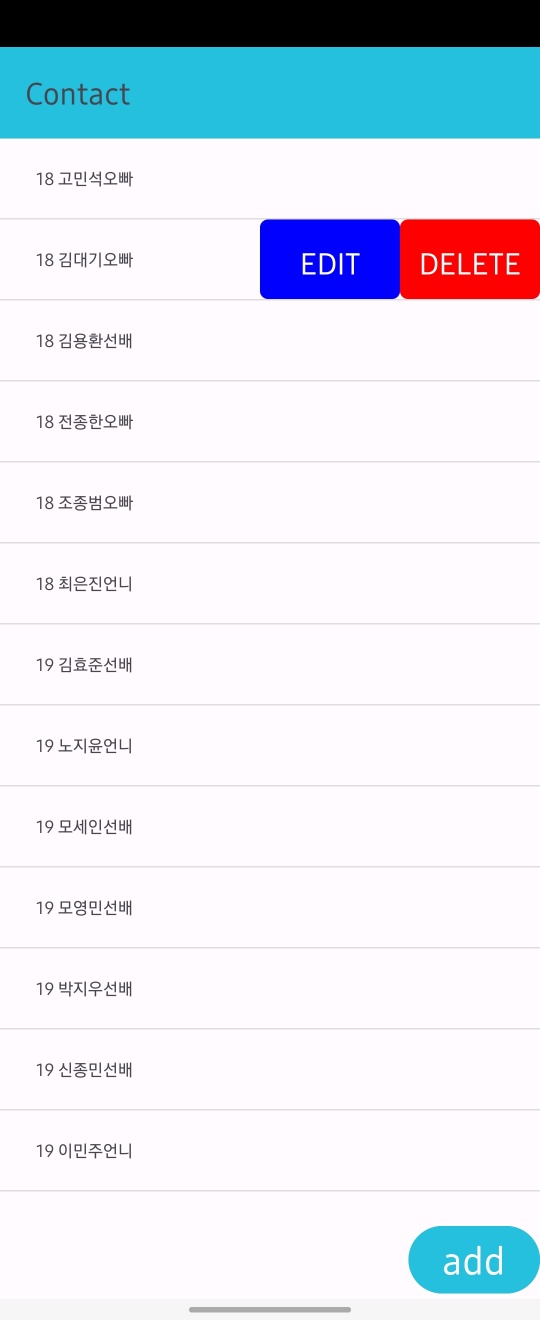 Contact
18 고민석오빠
18 김대기오빠
EDIT
DELETE
18 김용환선배
18 전종한오빠
18 조종범오빠
18 최은진언니
19 김효준선배
19 노지윤언니
19 모세인선배
19 모영민선배
19 박지우선배
19 신종민선배
19 이민주언니
add